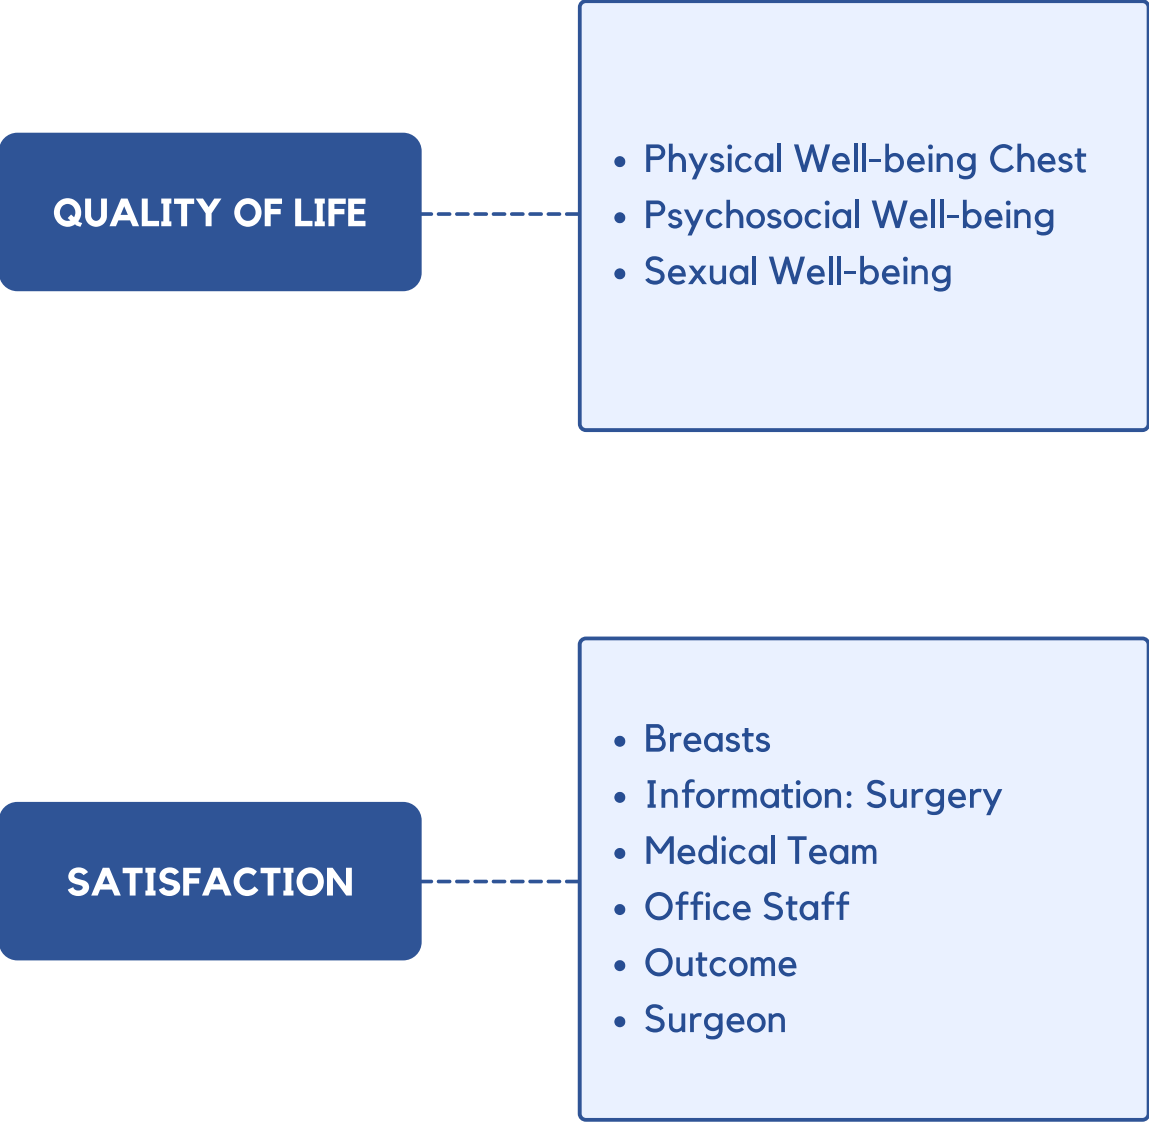 QUALITY OF LIFE
• Physical Well-being Chest
• Psychosocial Well-being
• Sexual Well-being
SATISFACTION
• Breasts
• Information: Surgery
• Medical Team
• Office Staff
• Outcome
• Surgeon